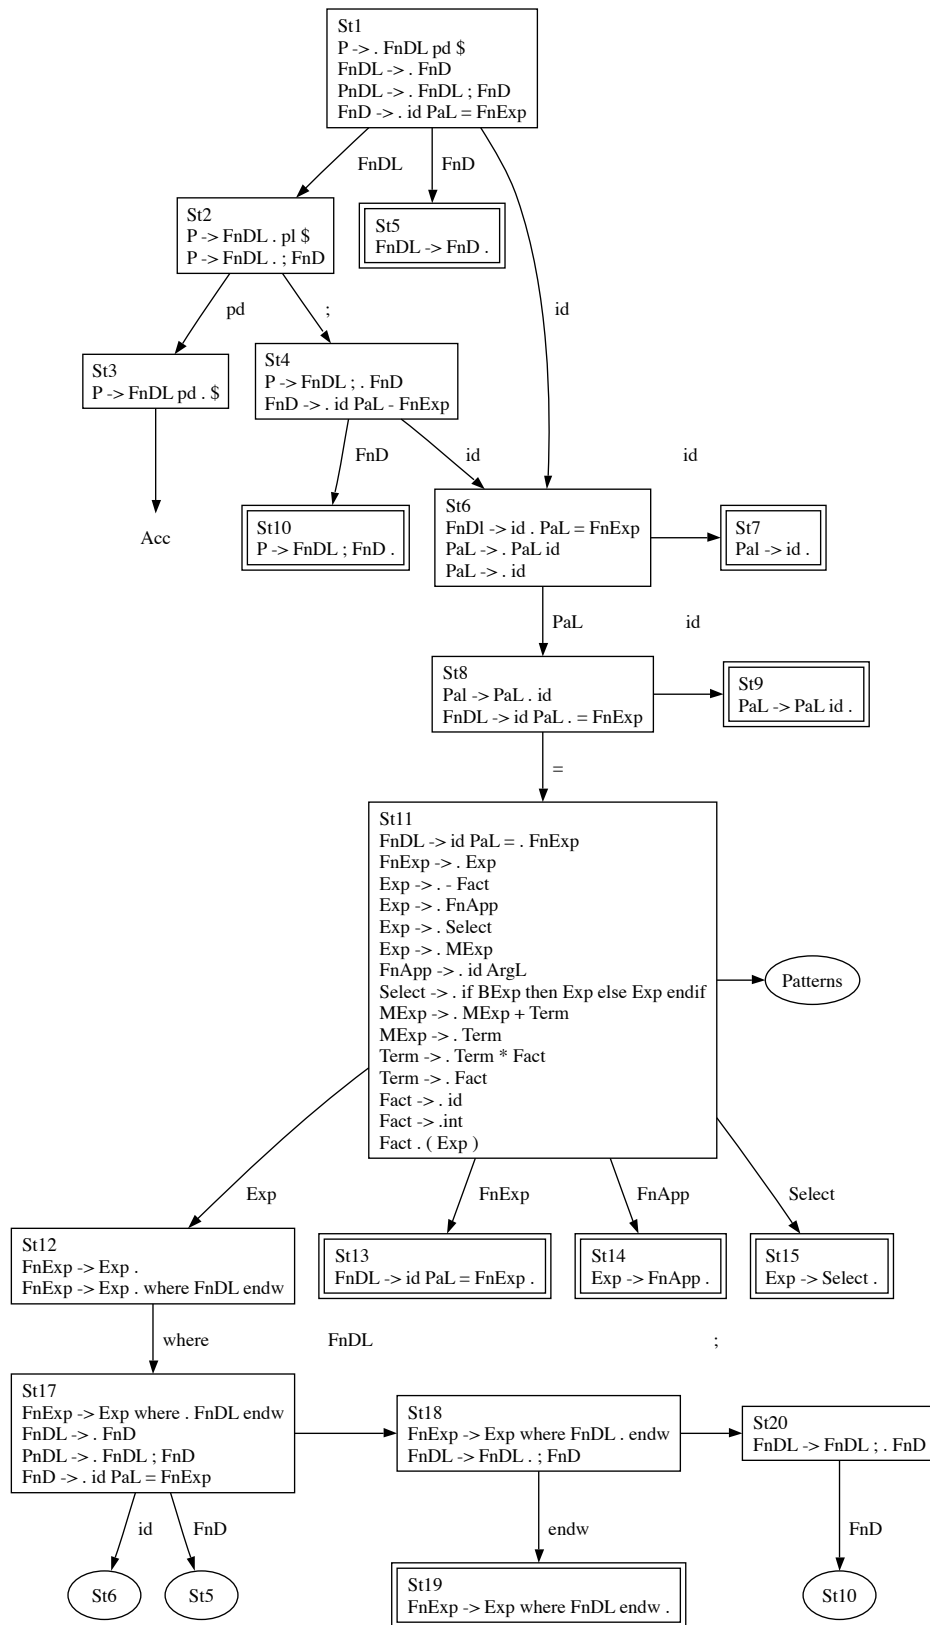 St1
P -> . FnDL pd $
FnDL -> . FnD
PnDL -> . FnDL ; FnD
FnD -> . id PaL = FnExp
FnDL
FnD
St2
P -> FnDL . pl $
P -> FnDL . ; FnD
St5
FnDL -> FnD .
pd
;
id
St3
P -> FnDL pd . $
St4
P -> FnDL ; . FnD
FnD -> . id PaL - FnExp
FnD
id
id
Acc
St10
P -> FnDL ; FnD .
St6
FnDl -> id . PaL = FnExp
PaL -> . PaL id
PaL -> . id
St7
Pal -> id .
PaL
id
St8
Pal -> PaL . id
FnDL -> id PaL . = FnExp
St9
PaL -> PaL id .
=
St11
FnDL -> id PaL = . FnExp
FnExp -> . Exp
Exp -> . - Fact
Exp -> . FnApp
Exp -> . Select
Exp -> . MExp
FnApp -> . id ArgL
Select -> . if BExp then Exp else Exp endif
MExp -> . MExp + Term
MExp -> . Term
Term -> . Term * Fact
Term -> . Fact
Fact -> . id
Fact -> .int
Fact . ( Exp )
Patterns
Exp
FnExp
FnApp
Select
St12
FnExp -> Exp .
FnExp -> Exp . where FnDL endw
St13
FnDL -> id PaL = FnExp .
St14
Exp -> FnApp .
St15
Exp -> Select .
where
FnDL
;
St17
FnExp -> Exp where . FnDL endw
FnDL -> . FnD
PnDL -> . FnDL ; FnD
FnD -> . id PaL = FnExp
St18
FnExp -> Exp where FnDL . endw
FnDL -> FnDL . ; FnD
St20
FnDL -> FnDL ; . FnD
id
FnD
endw
FnD
St6
St5
St19
FnExp -> Exp where FnDL endw .
St10